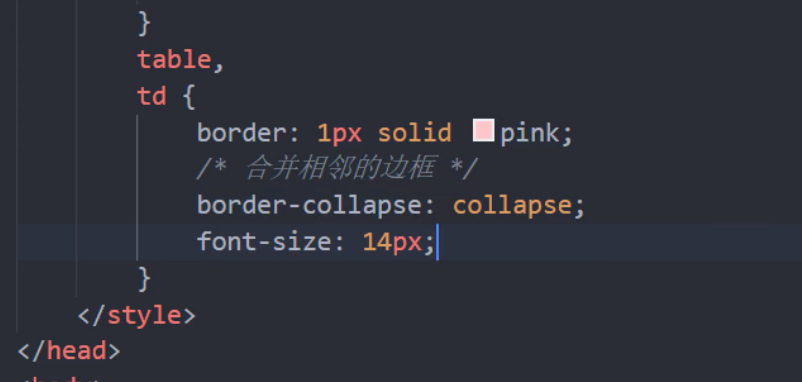 }
table,
td {
border: 1px solid pink;
/* 合并相邻的边框 */
border-collapse: collapse;
font-size: 14px;
}
</style>
</head>
<body>